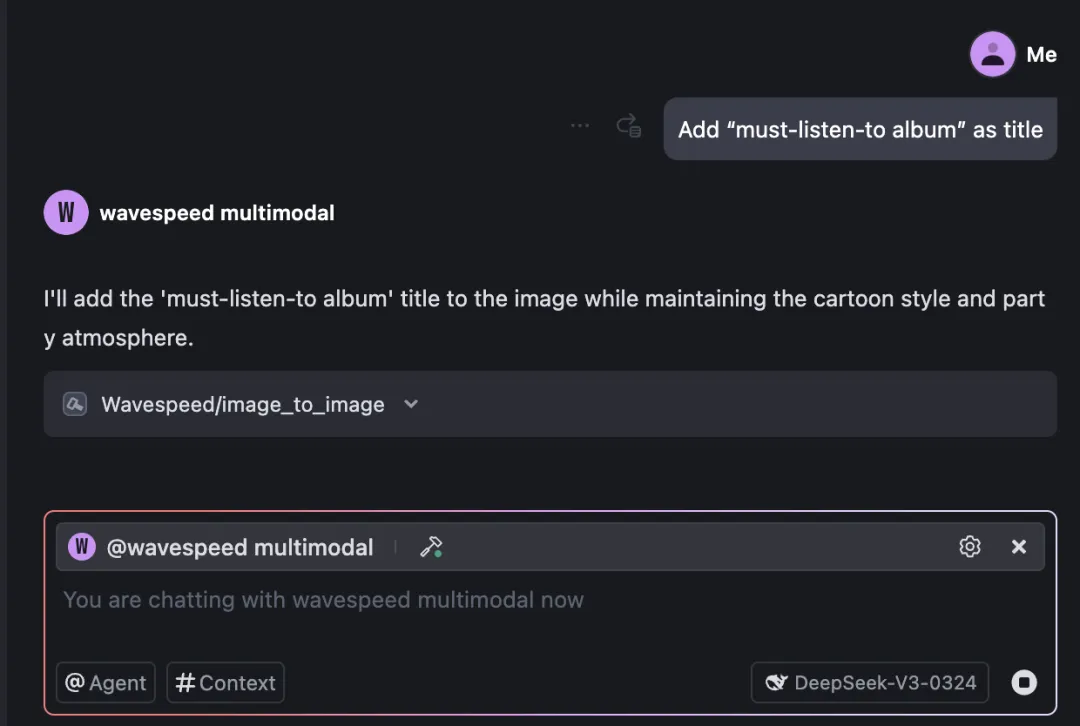 Me
Add “must-listen-to album” as title
W
wavespeed multimodal
I'll add the 'must-listen-to album' title to the image while maintaining the cartoon style and part
y atmosphere.
Wavespeed/image_to_image
W @wavespeed multimodal
You are chatting with wavespeed multimodal now
@ Agent
# Context
DeepSeek-V3-0324